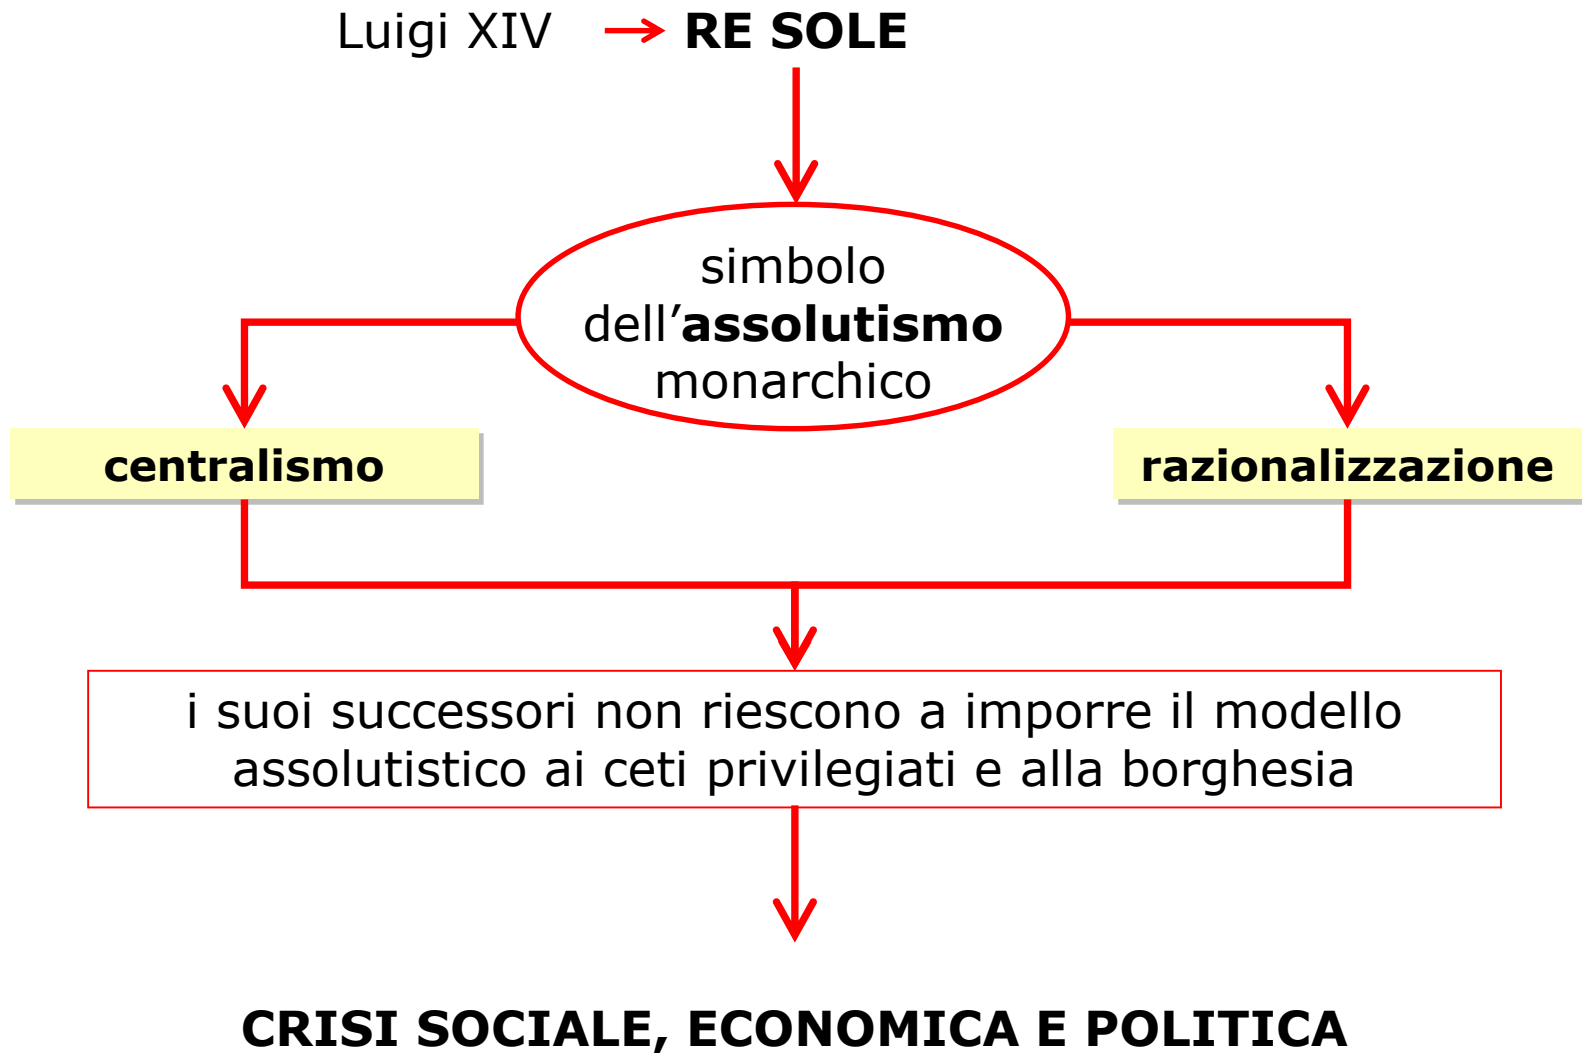 Luigi XIV → RE SOLE
simbolo
dell’assolutismo
monarchico
centralismo
razionalizzazione
i suoi successori non riescono a imporre il modello
assolutistico ai ceti privilegiati e alla borghesia
CRISI SOCIALE, ECONOMICA E POLITICA